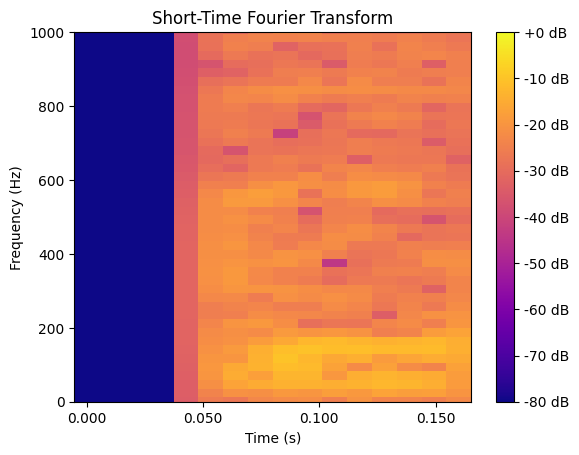 Short-Time Fourier Transform
1000
800
600
400
200
0
Frequency (Hz)
0.000
0.050
0.100
0.150
Time (s)
+0 dB
-10 dB
-20 dB
-30 dB
-40 dB
-50 dB
-60 dB
-70 dB
-80 dB